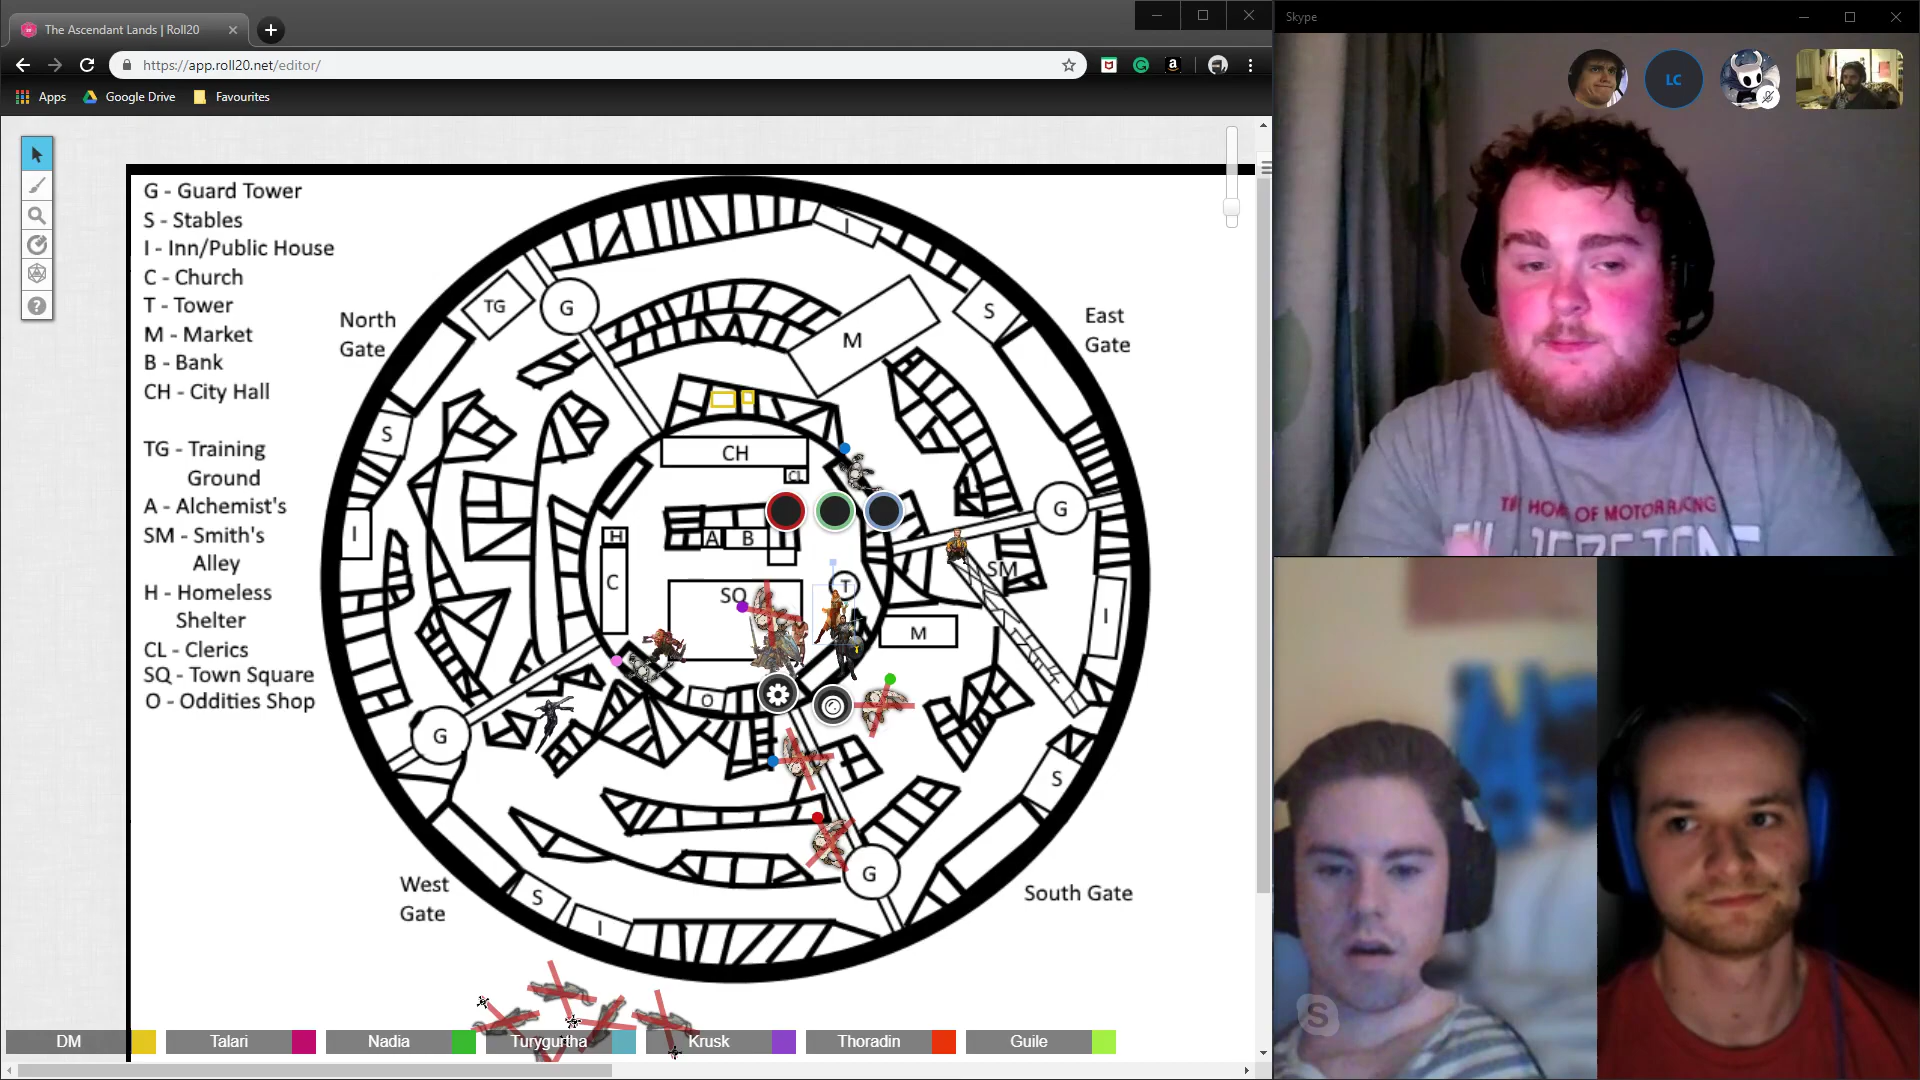 The Ascendant Lands | Roll20
https://app.roll20.net/editor/
Apps
Google Drive
Favourites
Skype
LC
G - Guard Tower
S - Stables
I - Inn/Public House
C - Church
T - Tower
M - Market
B - Bank
CH - City Hall
TG - Training
Ground
A - Alchemist's
SM - Smith's
Alley
H - Homeless
Shelter
CL - Clerics
SQ - Town Square
O - Oddities Shop
North
Gate
East
Gate
West
Gate
South Gate
I
TG
G
S
M
S
CH
CL
I
G
H
A
B
C
SQ
T
SM
M
I
O
G
S
G
S
I
DM
Talari
Nadia
Turygurtha
Krusk
Thoradin
Guile
OF MOTOR RACING
S